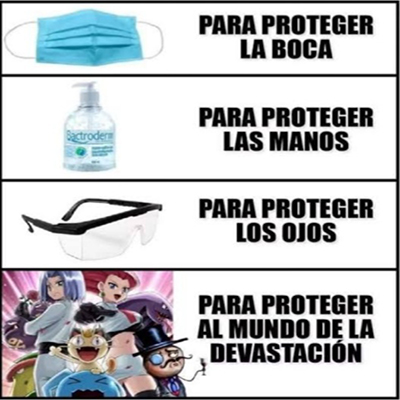 PARA PROTEGER
LA BOCA
Bactroderm
PARA PROTEGER
LAS MANOS
PARA PROTEGER
LOS OJOS
PARA PROTEGER
AL MUNDO DE LA
DEVASTACIÓN